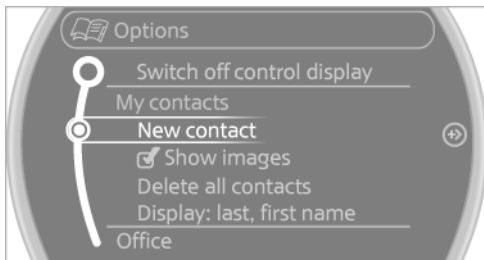 Options
Switch off control display
My contacts
New contact
Show images
Delete all contacts
Display: last, first name
Office